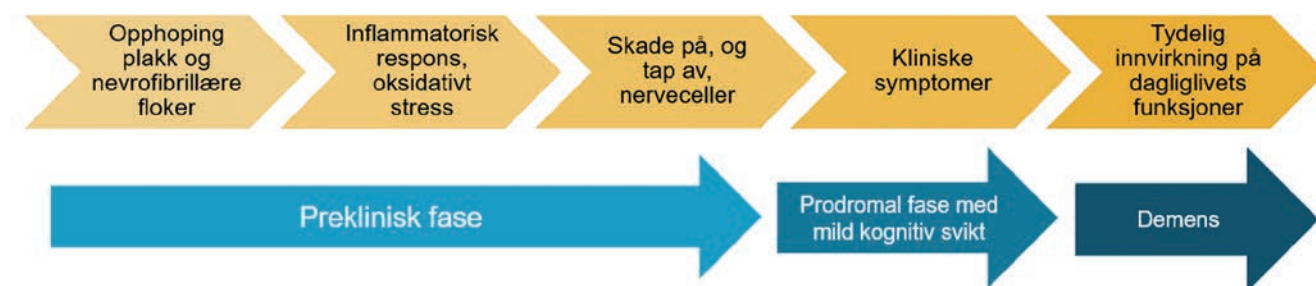 Opphoping
plakk og
nevrofibrillære
floker
Inflammatorisk
respons,
oksidativt
stress
Skade på, og
tap av,
nerveceller
Kliniske
symptomer
Tydelig
innvirkning på
dagliglivets
funksjoner
Preklinisk fase
Prodromal fase med
mild kognitiv svikt
Demens